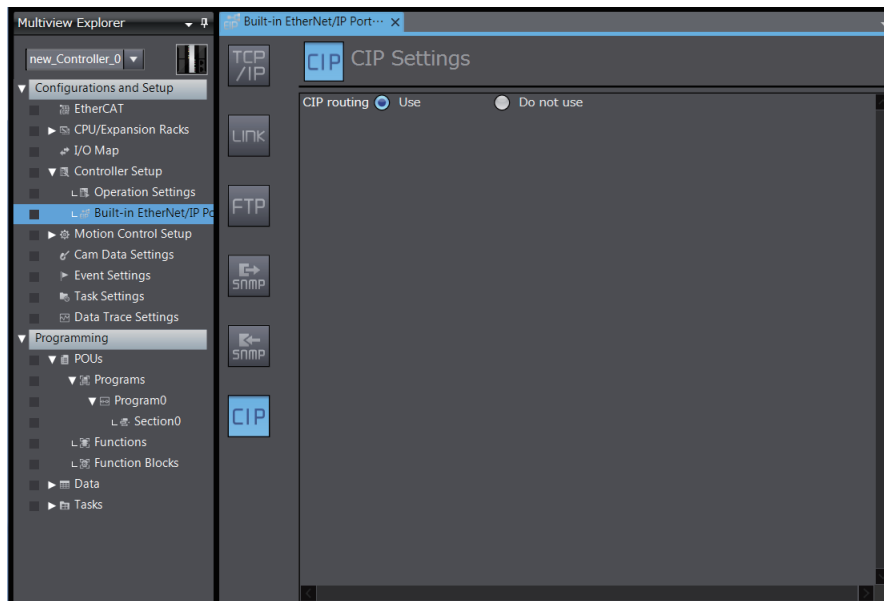 Multiview Explorer
new_Controller_0
Configurations and Setup
EtherCAT
CPU/Expansion Racks
I/O Map
Controller Setup
Operation Settings
Built-in EtherNet/IP Po
Motion Control Setup
Cam Data Settings
Event Settings
Task Settings
Data Trace Settings
Programming
POUs
Programs
Program0
Section0
Functions
Function Blocks
Data
Tasks
Built-in EtherNet/IP Port...
TCP
/IP
LINK
FTP
SNMP
SNMP
CIP
CIP CIP Settings
CIP routing Use Do not use